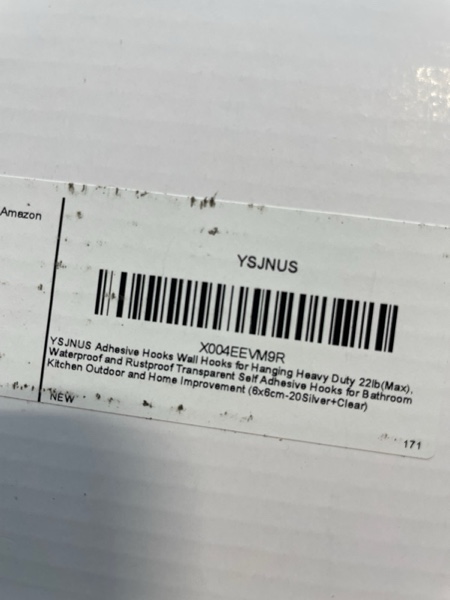 Amazon
YSJNUS
X004EEVM9R
YSJNUS Adhesive Hooks Wall Hooks for Hanging Heavy Duty 22lb(Max),
Waterproof and Rustproof Transparent Self Adhesive Hooks for Bathroom
Kitchen Outdoor and Home Improvement (6x6cm-20Silver+Clear)
NEW
171